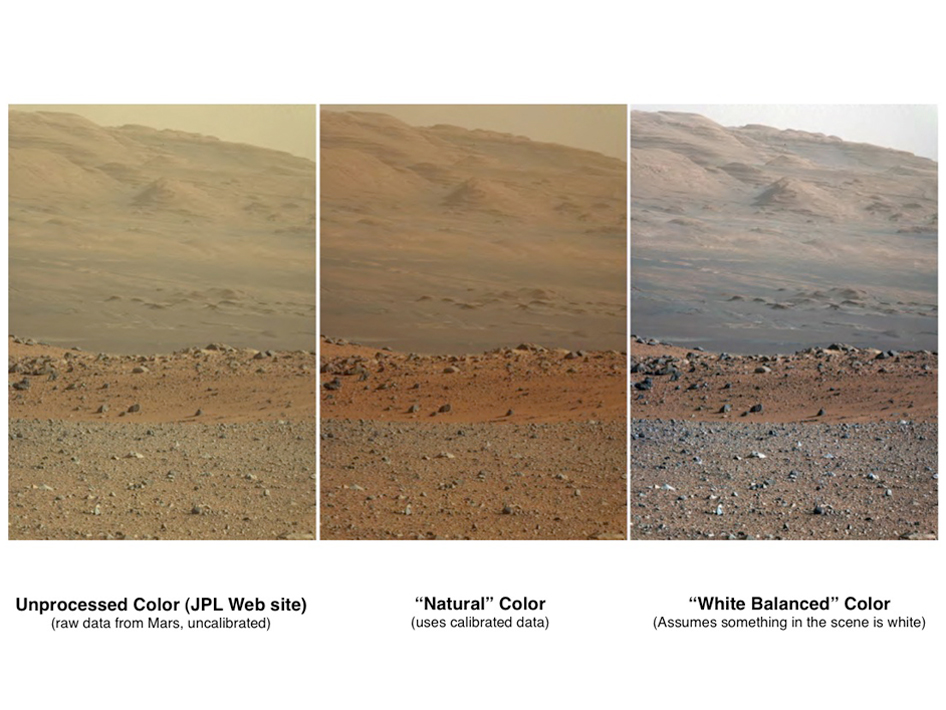 Unprocessed Color (JPL Web site)
(raw data from Mars, uncalibrated)
“Natural” Color
(uses calibrated data)
“White Balanced” Color
(Assumes something in the scene is white)